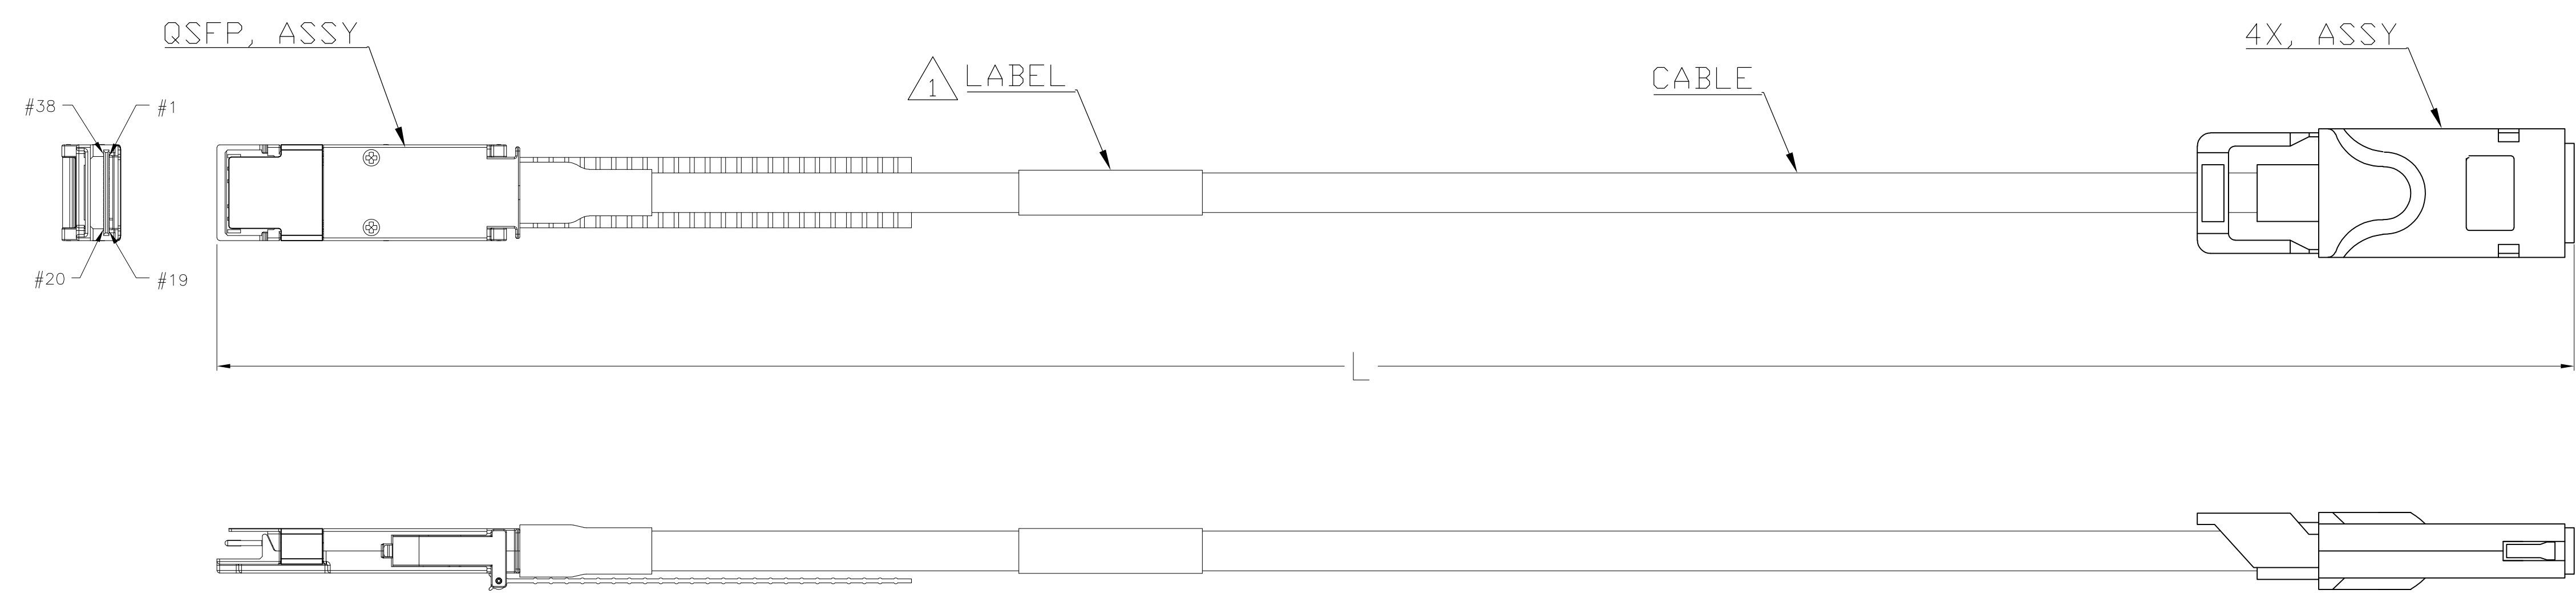 QSFP, ASSY
4X, ASSY
1 LABEL
CABLE
#38
#1
#20
#19
L